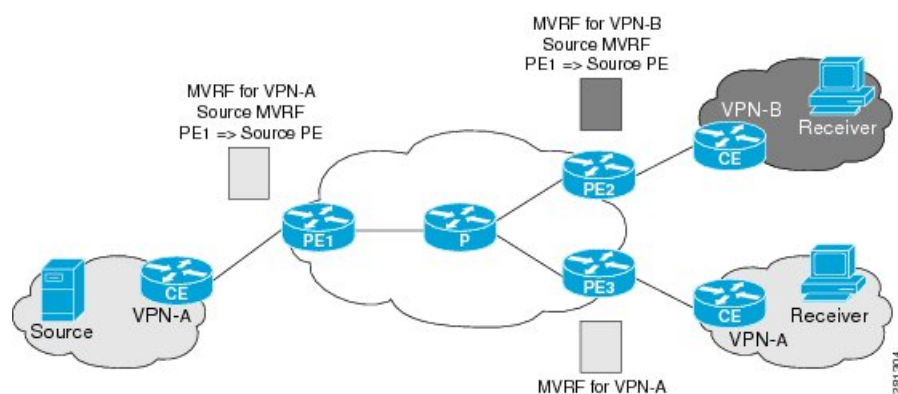 MVRF for VPN-B
Source MVRF
PE1 => Source PE
MVRF for VPN-A
Source MVRF
PE1 => Source PE
VPN-B
Receiver
CE
PE2
PE1
P
PE3
CE
Source
VPN-A
CE
Receiver
VPN-A
MVRF for VPN-A
281304